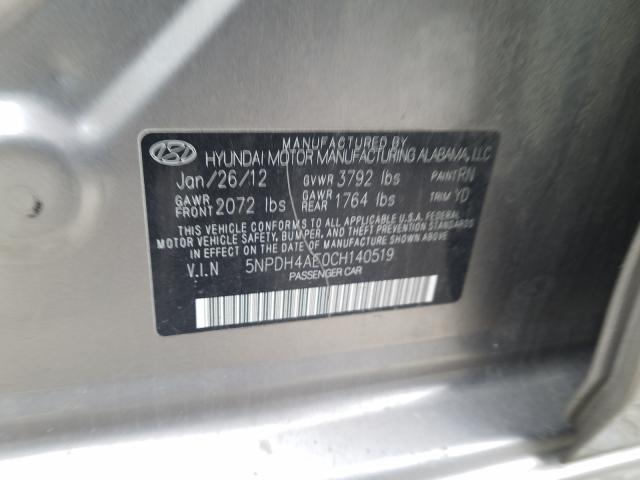 MANUFACTURED BY
HYUNDAI MOTOR MANUFACTURING ALABAMA, LLC
Jan/26/12 GVWR 3792 lbs PAINT RN
GAWR FRONT 2072 lbs GAWR REAR 1764 lbs TRIM YD
THIS VEHICLE CONFORMS TO ALL APPLICABLE U.S.A. FEDERAL
MOTOR VEHICLE SAFETY, BUMPER, AND THEFT PREVENTION
STANDARDS IN EFFECT ON THE DATE OF MANUFACTURE SHOWN ABOVE.
V.I.N 5NPDH4AE0CH140519
PASSENGER CAR